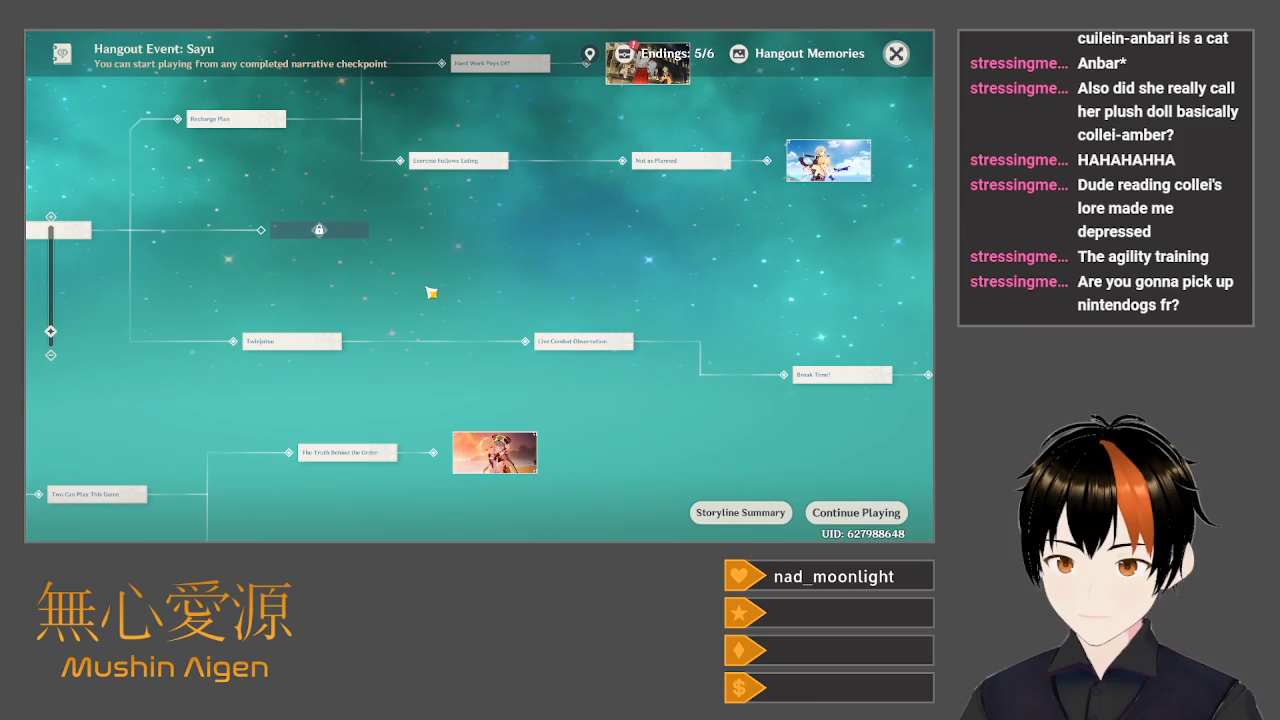 Hangout Event: Sayu
You can start playing from any completed narrative checkpoint
Endings: 5/6
Hangout Memories
Hard Work Pays Off?
Recharge Plan
Exercise Follows Eating
Not as Planned
Twinjutsu
Live Combat Observation
Break Time!
The Truth Behind the Order
Two Can Play This Game
Storyline Summary
Continue Playing
UID: 627988648
cuilein-anbari is a cat
stressingme... Anbar*
stressingme... Also did she really call
her plush doll basically
collei-amber?
stressingme... HAHAHAHHA
stressingme... Dude reading collei's
lore made me
depressed
stressingme... The agility training
stressingme... Are you gonna pick up
nintendogs fr?
無心愛源
Mushin Aigen
nad_moonlight